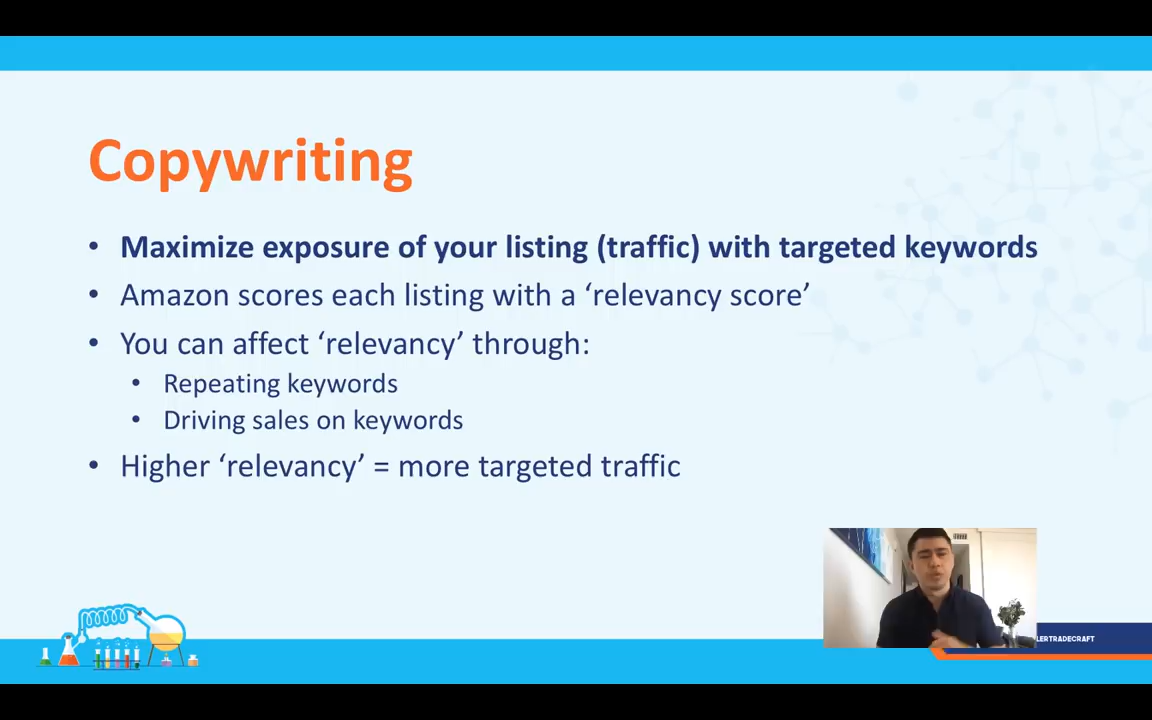 Copywriting
• Maximize exposure of your listing (traffic) with targeted keywords
• Amazon scores each listing with a ‘relevancy score’
• You can affect ‘relevancy’ through:
• Repeating keywords
• Driving sales on keywords
• Higher ‘relevancy’ = more targeted traffic
LERTRADECRAFT